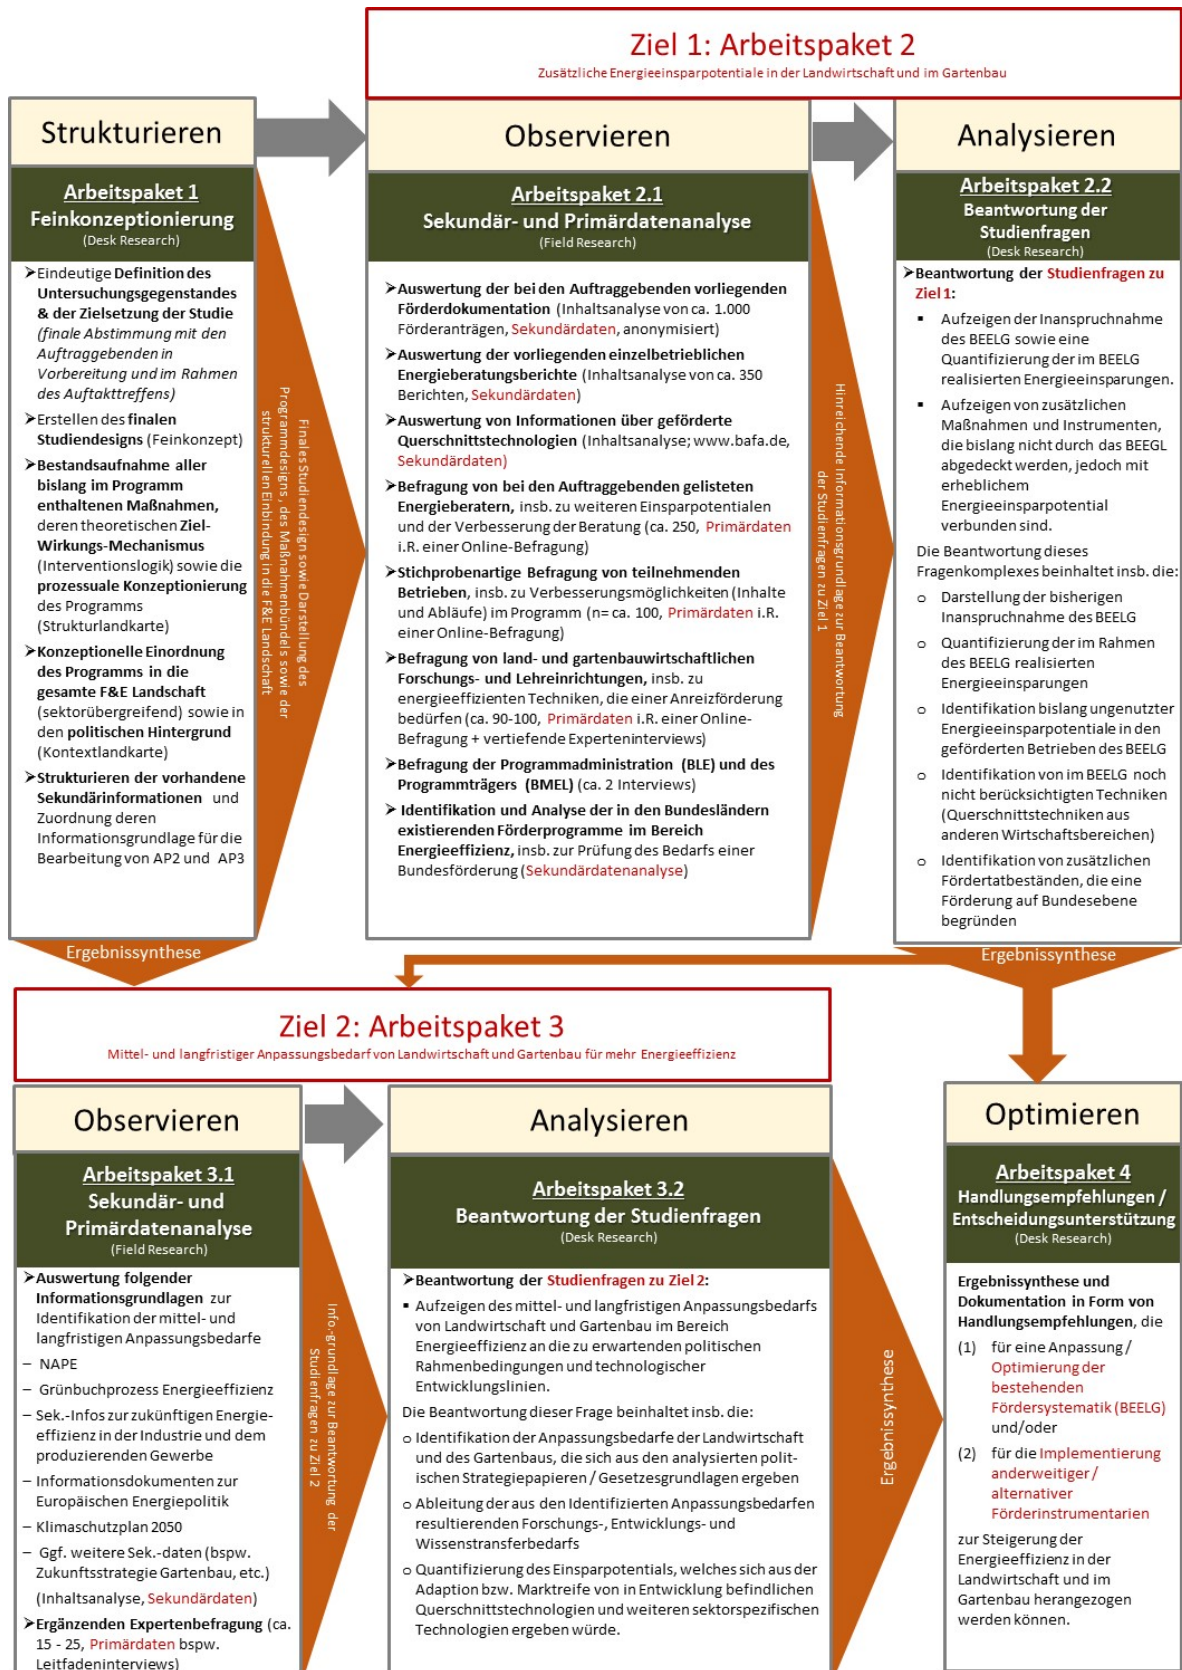 Ziel 1: Arbeitspaket 2
Zusätzliche Energieeinsparpotentiale in der Landwirtschaft und im Gartenbau
Strukturieren
Arbeitspaket 1
Feinkonzeptionierung
(Desk Research)
➢Eindeutige Definition des
Untersuchungsgegenstandes
& der Zielsetzung der Studie
(finale Abstimmung mit den
Auftraggebenden in
Vorbereitung und im Rahmen
des Auftakttreffens)
➢Erstellen des finalen
Studiendesigns (Feinkonzept)
➢Bestandsaufnahme aller
bislang im Programm
enthaltenen Maßnahmen,
deren theoretischen Ziel-
Wirkungs-Mechanismus
(Interventionslogik) sowie die
prozessuale Konzeptionierung
des Programms
(Strukturlandkarte)
➢Konzeptionelle Einordnung
des Programms in die
gesamte F&E Landschaft
(sektorübergreifend) sowie in
den politischen Hintergrund
(Kontextlandkarte)
➢Strukturieren der vorhandene
Sekundärinformationen und
Zuordnung deren
Informationsgrundlage für die
Bearbeitung von AP2 und AP3
Finales Studiendesign sowie Darstellung des
Programmdesigns, des Maßnahmenbündels sowie der
strukturellen Einbindung in die F&E Landschaft
Ergebnissynthese
Observieren
Arbeitspaket 2.1
Sekundär- und Primärdatenanalyse
(Field Research)
➢Auswertung der bei den Auftraggebenden vorliegenden
Förderdokumentation (Inhaltsanalyse von ca. 1.000
Förderanträgen, Sekundärdaten, anonymisiert)
➢Auswertung der vorliegenden einzelbetrieblichen
Energieberatungsberichte (Inhaltsanalyse von ca. 350
Berichten, Sekundärdaten)
➢Auswertung von Informationen über geförderte
Querschnittstechnologien (Inhaltsanalyse; www.bafa.de,
Sekundärdaten)
➢Befragung von bei den Auftraggebenden gelisteten
Energieberatern, insb. zu weiteren Einsparpotentialen
und der Verbesserung der Beratung (ca. 250, Primärdaten
i.R. einer Online-Befragung)
➢Stichprobenartige Befragung von teilnehmenden
Betrieben, insb. zu Verbesserungsmöglichkeiten (Inhalte
und Abläufe) im Programm (n= ca. 100, Primärdaten i.R.
einer Online-Befragung)
➢Befragung von land- und gartenbauwirtschaftlichen
Forschungs- und Lehreinrichtungen, insb. zu
energieeffizienten Techniken, die einer Anreizförderung
bedürfen (ca. 90-100, Primärdaten i.R. einer Online-
Befragung + vertiefende Experteninterviews)
➢Befragung der Programmadministration (BLE) und des
Programmträgers (BMEL) (ca. 2 Interviews)
➢Identifikation und Analyse der in den Bundesländern
existierenden Förderprogramme im Bereich
Energieeffizienz, insb. zur Prüfung des Bedarfs einer
Bundesförderung (Sekundärdatenanalyse)
Hinreichende Informationsgrundlage zur Beantwortung
der Studienfragen zu Ziel 1
Analysieren
Arbeitspaket 2.2
Beantwortung der
Studienfragen
(Desk Research)
➢Beantwortung der Studienfragen zu
Ziel 1:
▪ Aufzeigen der Inanspruchnahme
des BEELG sowie eine
Quantifizierung der im BEELG
realisierten Energieeinsparungen.
▪ Aufzeigen von zusätzlichen
Maßnahmen und Instrumenten,
die bislang nicht durch das BEEGL
abgedeckt werden, jedoch mit
erheblichem
Energieeinsparpotential
verbunden sind.
Die Beantwortung dieses
Fragenkomplexes beinhaltet insb. die:
o Darstellung der bisherigen
Inanspruchnahme des BEELG
o Quantifizierung der im Rahmen
des BEELG realisierten
Energieeinsparungen
o Identifikation bislang ungenutzter
Energieeinsparpotentiale in den
geförderten Betrieben des BEELG
o Identifikation von im BEELG noch
nicht berücksichtigten Techniken
(Querschnittstechniken aus
anderen Wirtschaftsbereichen)
o Identifikation von zusätzlichen
Fördertatbeständen, die eine
Förderung auf Bundesebene
begründen
Ergebnissynthese
Ziel 2: Arbeitspaket 3
Mittel- und langfristiger Anpassungsbedarf von Landwirtschaft und Gartenbau für mehr Energieeffizienz
Observieren
Arbeitspaket 3.1
Sekundär- und
Primärdatenanalyse
(Field Research)
➢Auswertung folgender
Informationsgrundlagen zur
Identifikation der mittel- und
langfristigen Anpassungsbedarfe
– NAPE
– Grünbuchprozess Energieeffizienz
– Sek.-Infos zur zukünftigen Energie-
effizienz in der Industrie und dem
produzierenden Gewerbe
– Informationsdokumenten zur
Europäischen Energiepolitik
– Klimaschutzplan 2050
– Ggf. weitere Sek.-daten (bspw.
Zukunftsstrategie Gartenbau, etc.)
(Inhaltsanalyse, Sekundärdaten)
➢Ergänzenden Expertenbefragung (ca.
15 - 25, Primärdaten bspw.
Leitfadeninterviews)
Info.-grundlage zur Beantwortung der
Studienfragen zu Ziel 2
Analysieren
Arbeitspaket 3.2
Beantwortung der Studienfragen
(Desk Research)
➢Beantwortung der Studienfragen zu Ziel 2:
▪ Aufzeigen des mittel- und langfristigen Anpassungsbedarfs
von Landwirtschaft und Gartenbau im Bereich
Energieeffizienz an die zu erwartenden politischen
Rahmenbedingungen und technologischer
Entwicklungslinien.
Die Beantwortung dieser Frage beinhaltet insb. die:
o Identifikation der Anpassungsbedarfe der Landwirtschaft
und des Gartenbaus, die sich aus den analysierten polit-
ischen Strategiepapieren / Gesetzesgrundlagen ergeben
o Ableitung der aus den Identifizierten Anpassungsbedarfen
resultierenden Forschungs-, Entwicklungs- und
Wissenstransferbedarfs
o Quantifizierung des Einsparpotentials, welches sich aus der
Adaption bzw. Marktreife von in Entwicklung befindlichen
Querschnittstechnologien und weiteren sektorspezifischen
Technologien ergeben würde.
Ergebnissynthese
Optimieren
Arbeitspaket 4
Handlungsempfehlungen /
Entscheidungsunterstützung
(Desk Research)
Ergebnissynthese und
Dokumentation in Form von
Handlungsempfehlungen, die
(1) für eine Anpassung /
Optimierung der
bestehenden
Fördersystematik (BEELG)
und/oder
(2) für die Implementierung
anderweitiger /
alternativer
Förderinstrumentarien
zur Steigerung der
Energieeffizienz in der
Landwirtschaft und im
Gartenbau herangezogen
werden können.